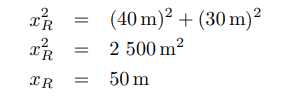 x_R^2 = (40 m)^2 + (30 m)^2
x_R^2 = 2 500 m^2
x_R = 50 m